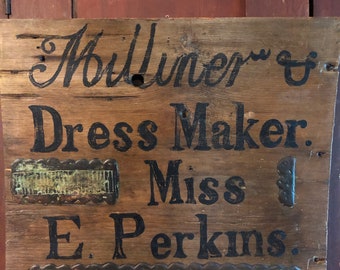 Milliner &
Dress Maker.
Miss
E. Perkins.